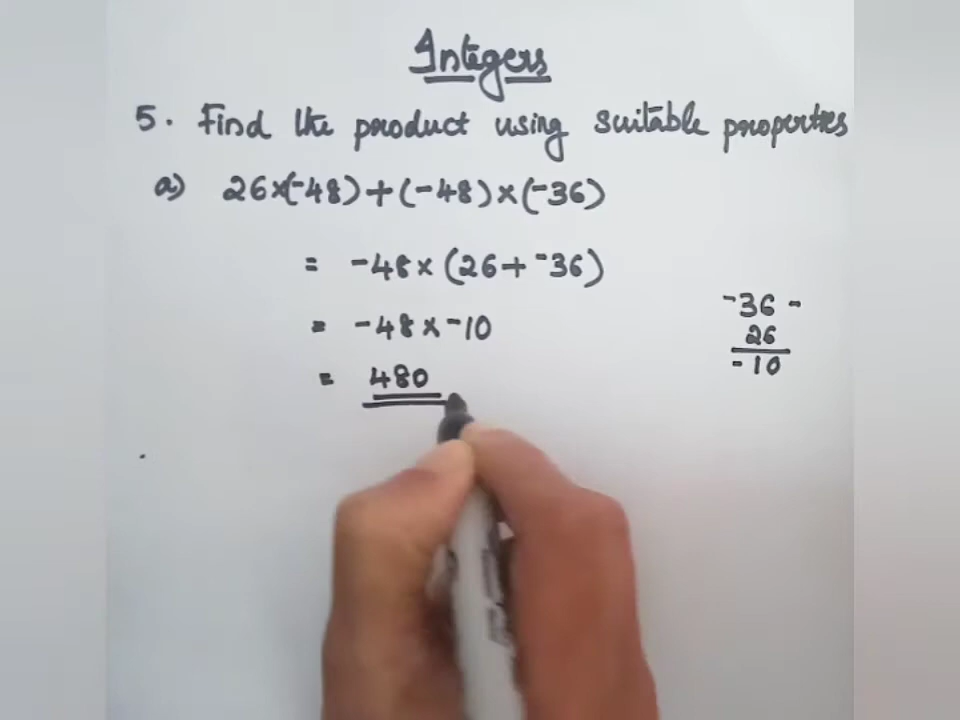 Integers
5. Find the product using suitable properties
a) 26×(-48)+(-48)×(-36)
= -48×(26+ -36)
= -48×-10
= 480
-36 -
26
-10